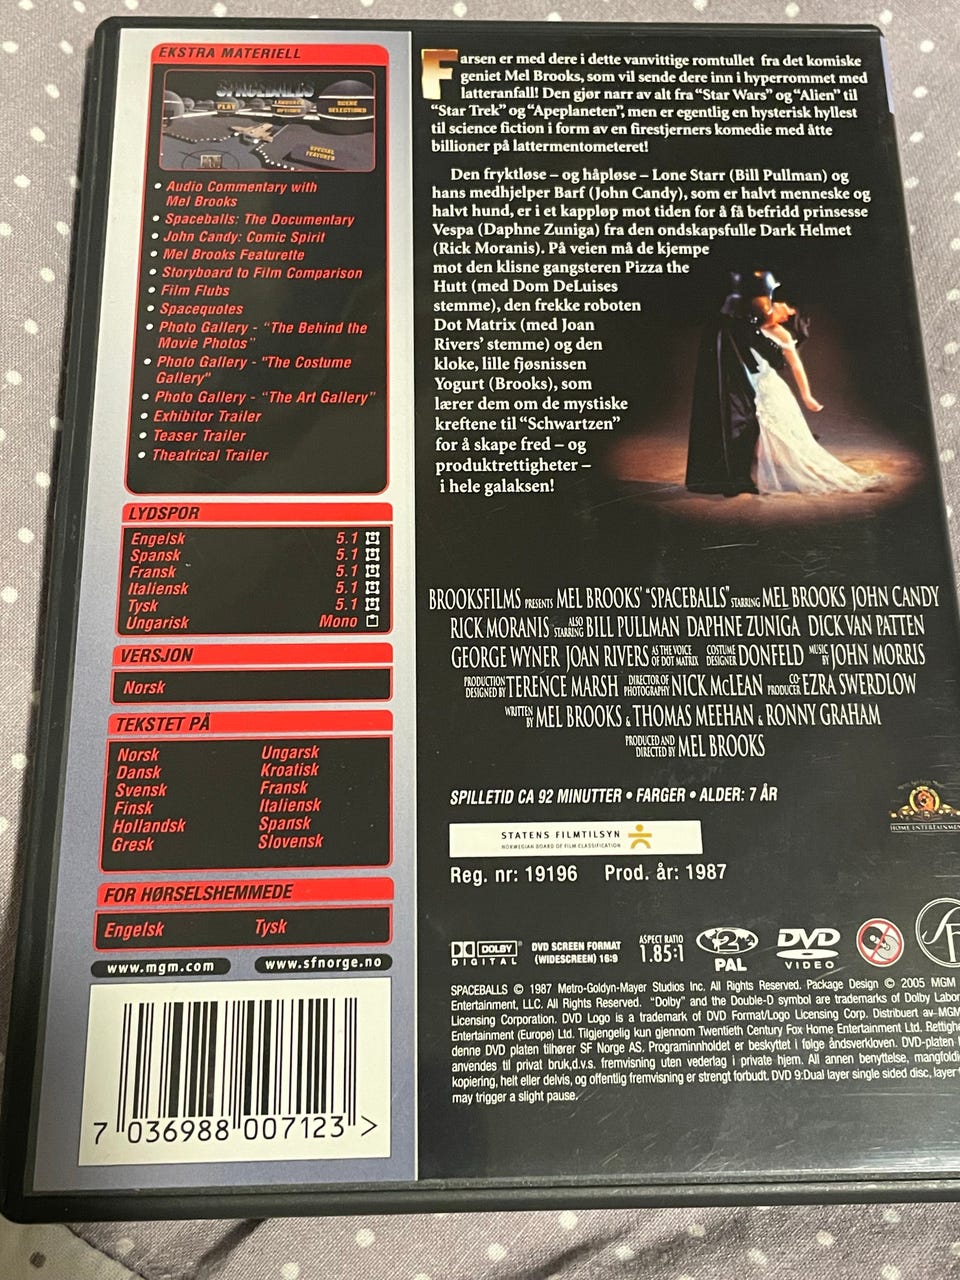 EKSTRA MATERIELL
SPACEBALLS
PLAY
LANGUAGE OPTIONS
SCENE SELECTIONS
SPECIAL FEATURES
• Audio Commentary with
Mel Brooks
• Spaceballs: The Documentary
• John Candy: Comic Spirit
• Mel Brooks Featurette
• Storyboard to Film Comparison
• Film Flubs
• Spacequotes
• Photo Gallery - "The Behind the
Movie Photos"
• Photo Gallery - "The Costume
Gallery"
• Photo Gallery - "The Art Gallery"
• Exhibitor Trailer
• Teaser Trailer
• Theatrical Trailer
LYDSPOR
Engelsk 5.1
Spansk 5.1
Fransk 5.1
Italiensk 5.1
Tysk 5.1
Ungarisk Mono
VERSJON
Norsk
TEKSTET PÅ
Norsk
Dansk
Svensk
Finsk
Hollandsk
Gresk
Ungarsk
Kroatisk
Fransk
Italiensk
Spansk
Slovensk
FOR HØRSELSHEMMEDE
Engelsk Tysk
www.mgm.com www.sfnorge.no
7 036988 007123 >
Farsen er med dere i dette vanvittige romtullet fra det komiske
geniet Mel Brooks, som vil sende dere inn i hyperrommet med
latteranfall! Den gjør narr av alt fra "Star Wars" og "Alien" til
"Star Trek" og "Apeplaneten", men er egentlig en hysterisk hyllest
til science fiction i form av en firestjerners komedie med åtte
billioner på lattermentometeret!
Den fryktløse – og håpløse – Lone Starr (Bill Pullman) og
hans medhjelper Barf (John Candy), som er halvt menneske og
halvt hund, er i et kappløp mot tiden for å få befridd prinsesse
Vespa (Daphne Zuniga) fra den ondskapsfulle Dark Helmet
(Rick Moranis). På veien må de kjempe
mot den klisne gangsteren Pizza the
Hutt (med Dom DeLuises
stemme), den frekke roboten
Dot Matrix (med Joan
Rivers' stemme) og den
kloke, lille fjøsnissen
Yogurt (Brooks), som
lærer dem om de mystiske
kreftene til "Schwartzen"
for å skape fred – og
produktrettigheter –
i hele galaksen!
BROOKSFILMS PRESENTS MEL BROOKS' "SPACEBALLS" STARRING MEL BROOKS JOHN CANDY
RICK MORANIS ALSO STARRING BILL PULLMAN DAPHNE ZUNIGA DICK VAN PATTEN
GEORGE WYNER JOAN RIVERS AS THE VOICE OF DOT MATRIX COSTUME DESIGNER DONFELD MUSIC BY JOHN MORRIS
PRODUCTION DESIGNED BY TERENCE MARSH DIRECTOR OF PHOTOGRAPHY NICK McLEAN CO-PRODUCER EZRA SWERDLOW
WRITTEN BY MEL BROOKS & THOMAS MEEHAN & RONNY GRAHAM
PRODUCED AND DIRECTED BY MEL BROOKS
SPILLETID CA 92 MINUTTER • FARGER • ALDER: 7 ÅR
STATENS FILMTILSYN
NORWEGIAN BOARD OF FILM CLASSIFICATION
HOME ENTERTAINMENT
Reg. nr: 19196 Prod. år: 1987
DOLBY
DIGITAL
DVD SCREEN FORMAT
(WIDESCREEN) 16:9
ASPECT RATIO
1.85:1
2
PAL
DVD
VIDEO
SF
SPACEBALLS © 1987 Metro-Goldyn-Mayer Studios Inc. All Rights Reserved. Package Design © 2005 MGM
Entertainment, LLC. All Rights Reserved. "Dolby" and the Double-D symbol are trademarks of Dolby Labor
Licensing Corporation. DVD Logo is a trademark of DVD Format/Logo Licensing Corp. Distribuert av MGM
Entertainment (Europe) Ltd. Tilgjengelig kun gjennom Twentieth Century Fox Home Entertainment Ltd. Rettigh
denne DVD platen tilhører SF Norge AS. Programinnholdet er beskyttet i følge åndsverkloven. DVD-platen
anvendes til privat bruk,d.v.s. fremvisning uten vederlag i private hjem. All annen benyttelse, mangfoldi
kopiering, helt eller delvis, og offentlig fremvisning er strengt forbudt. DVD 9:Dual layer single sided disc, layer
may trigger a slight pause.